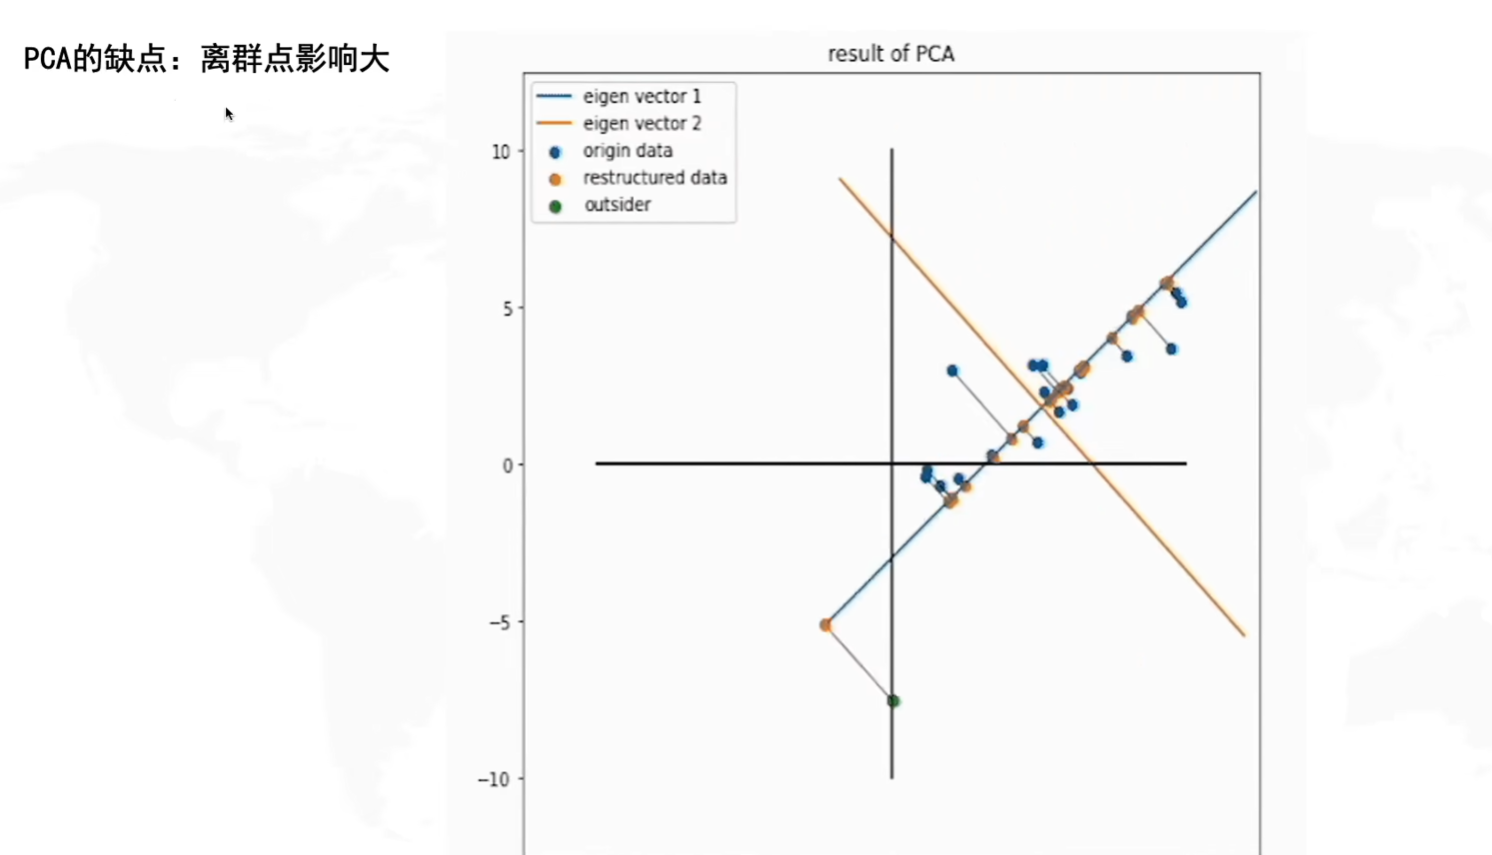 PCA的缺点：离群点影响大
result of PCA
eigen vector 1
eigen vector 2
origin data
restructured data
outsider
10
5
0
−5
−10